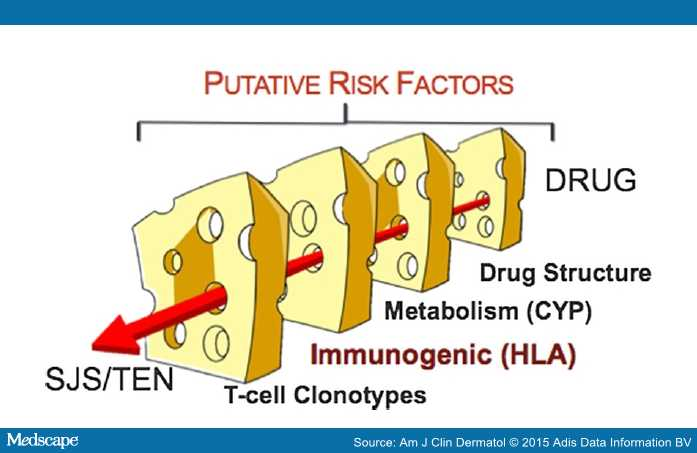 PUTATIVE RISK FACTORS
DRUG
Drug Structure
Metabolism (CYP)
Immunogenic (HLA)
SJS/TEN
T-cell Clonotypes
Medscape
Source: Am J Clin Dermatol © 2015 Adis Data Information BV